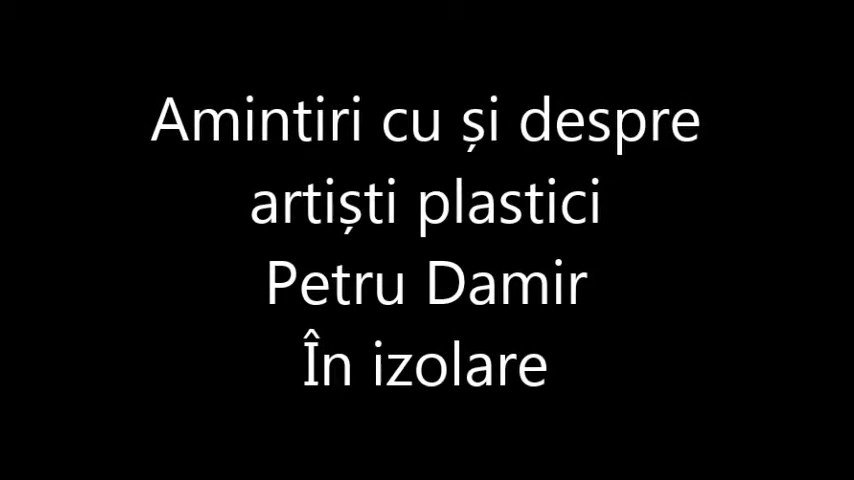 Amintiri cu și despre
artiști plastici
Petru Damir
În izolare